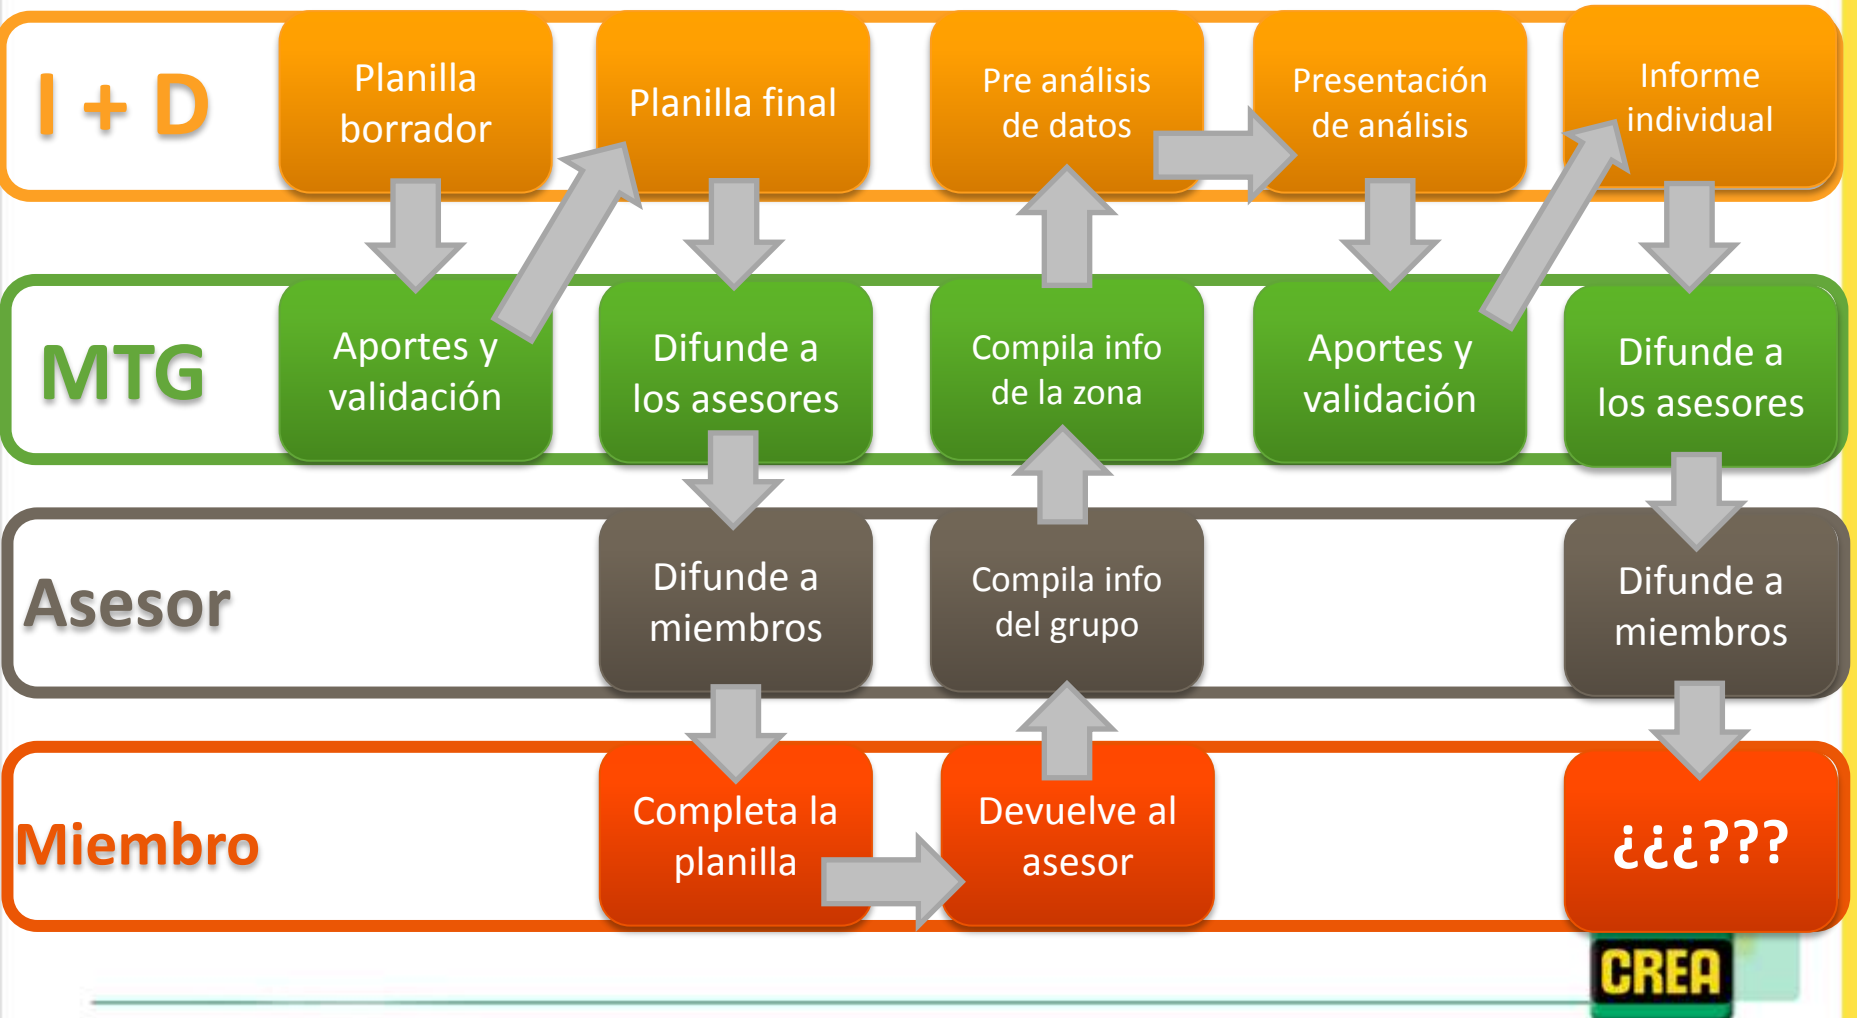 I + D
Planilla
borrador
Planilla final
Pre análisis
de datos
Presentación
de análisis
Informe
individual
MTG
Aportes y
validación
Difunde a
los asesores
Compila info
de la zona
Aportes y
validación
Difunde a
los asesores
Asesor
Difunde a
miembros
Compila info
del grupo
Difunde a
miembros
Miembro
Completa la
planilla
Devuelve al
asesor
¿¿¿???
CREA